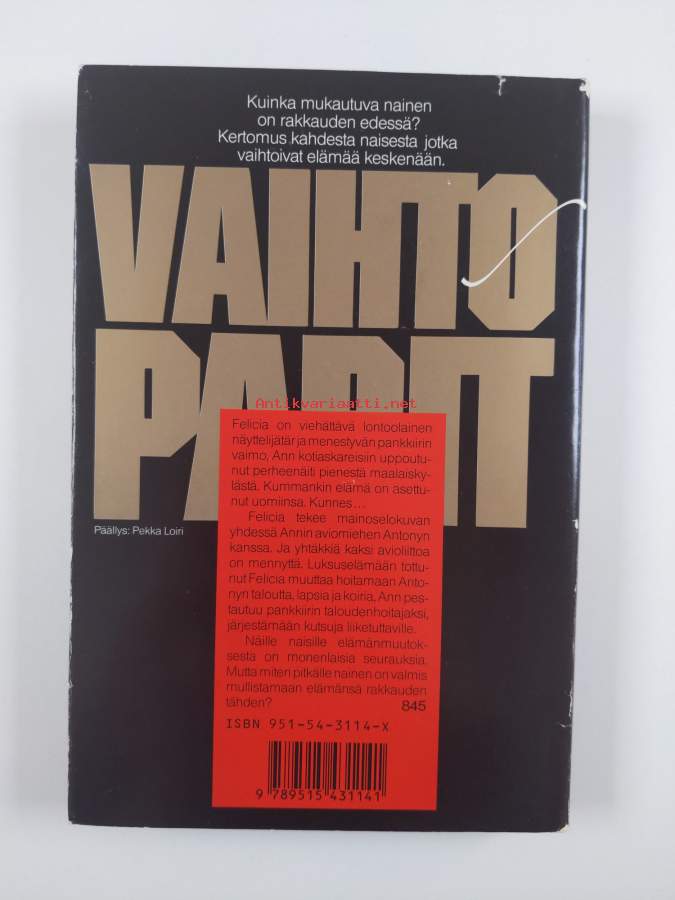 Kuinka mukautuva nainen
on rakkauden edessä?
Kertomus kahdesta naisesta jotka
vaihtoivat elämää keskenään.
VAIHTO
PARIT
Antikvariaatti.net
Felicia on viehättävä lontoolainen
näyttelijätär ja menestyvän pankkiirin
vaimo, Ann kotiaskareisiin uppoutu-
nut perheenäiti pienestä maalaisky-
lästä. Kummankin elämä on asettu-
nut uomiinsa. Kunnes...
Felicia tekee mainoselokuvan
yhdessä Annin aviomiehen Antonyn
kanssa. Ja yhtäkkiä kaksi avioliittoa
on mennyttä. Luksuselämään tottu-
nut Felicia muuttaa hoitamaan Anto-
nyn taloutta, lapsia ja koiria, Ann pes-
tautuu pankkiirin taloudenhoitajaksi,
järjestämään kutsuja liiketuttaville.
Näille naisille elämänmuutok-
sesta on monenlaisia seurauksia.
Mutta miten pitkälle nainen on valmis
mullistamaan elämänsä rakkauden
tähden? 845
ISBN 951-54-3114-X
9 789515 431141
Päällys: Pekka Loiri